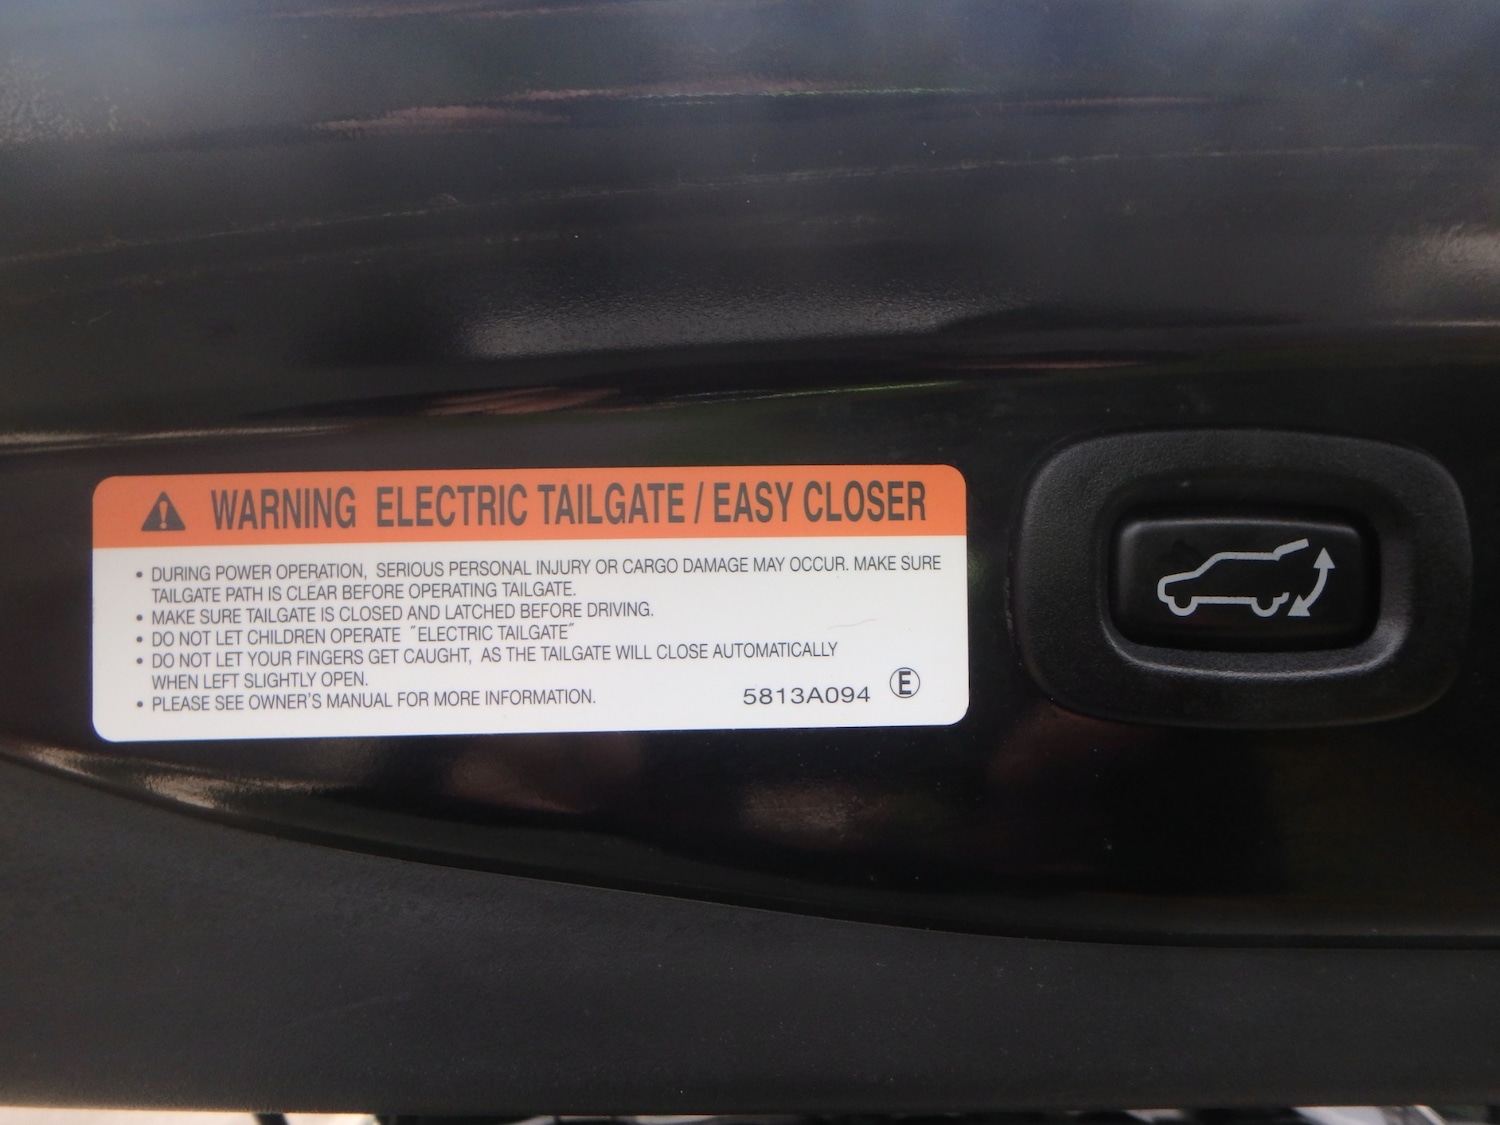 WARNING ELECTRIC TAILGATE / EASY CLOSER
• DURING POWER OPERATION, SERIOUS PERSONAL INJURY OR CARGO DAMAGE MAY OCCUR. MAKE SURE
TAILGATE PATH IS CLEAR BEFORE OPERATING TAILGATE.
• MAKE SURE TAILGATE IS CLOSED AND LATCHED BEFORE DRIVING.
• DO NOT LET CHILDREN OPERATE "ELECTRIC TAILGATE"
• DO NOT LET YOUR FINGERS GET CAUGHT, AS THE TAILGATE WILL CLOSE AUTOMATICALLY
WHEN LEFT SLIGHTLY OPEN.
• PLEASE SEE OWNER'S MANUAL FOR MORE INFORMATION.
5813A094 Ⓔ